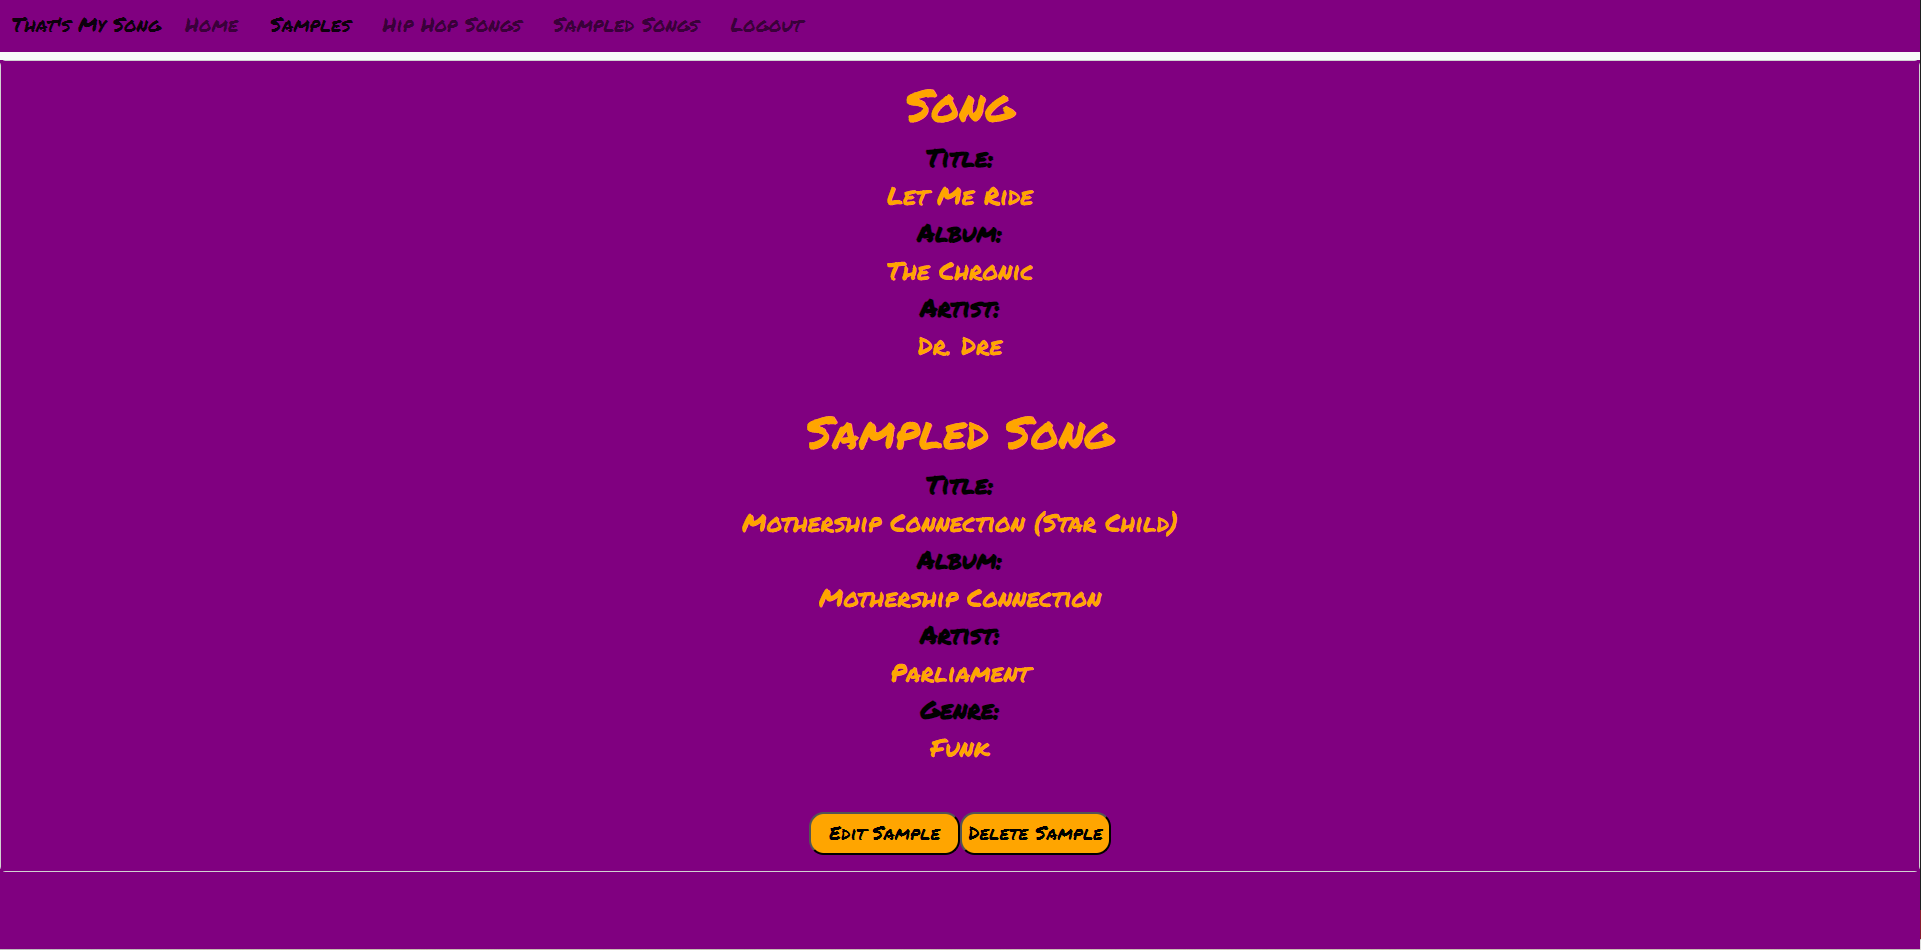 That's My Song Home Samples Hip Hop Songs Sampled Songs Logout
Song
Title:
Let Me Ride
Album:
The Chronic
Artist:
Dr. Dre
Sampled Song
Title:
Mothership Connection (Star Child)
Album:
Mothership Connection
Artist:
Parliament
Genre:
Funk
Edit Sample Delete Sample